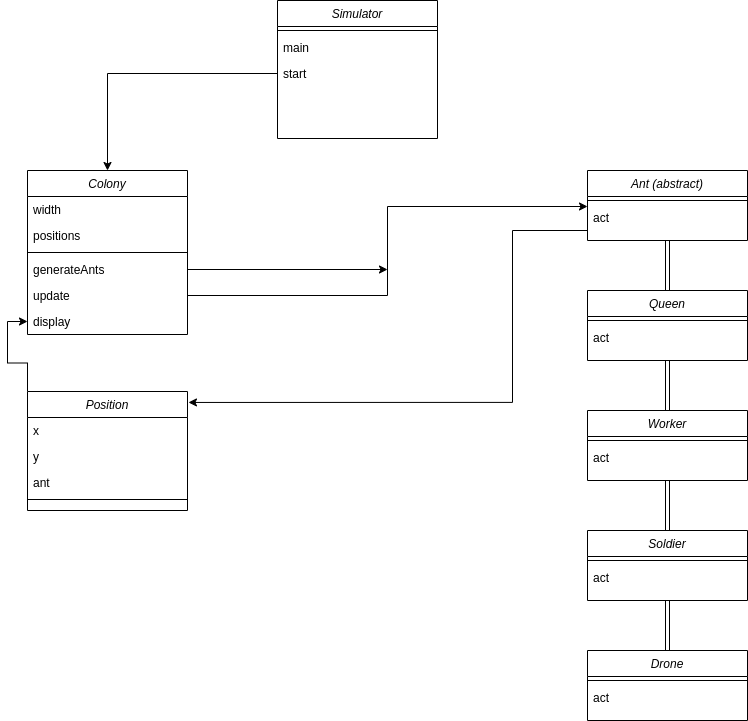 Simulator
main
start
Colony
width
positions
generateAnts
update
display
Position
x
y
ant
Ant (abstract)
act
Queen
act
Worker
act
Soldier
act
Drone
act